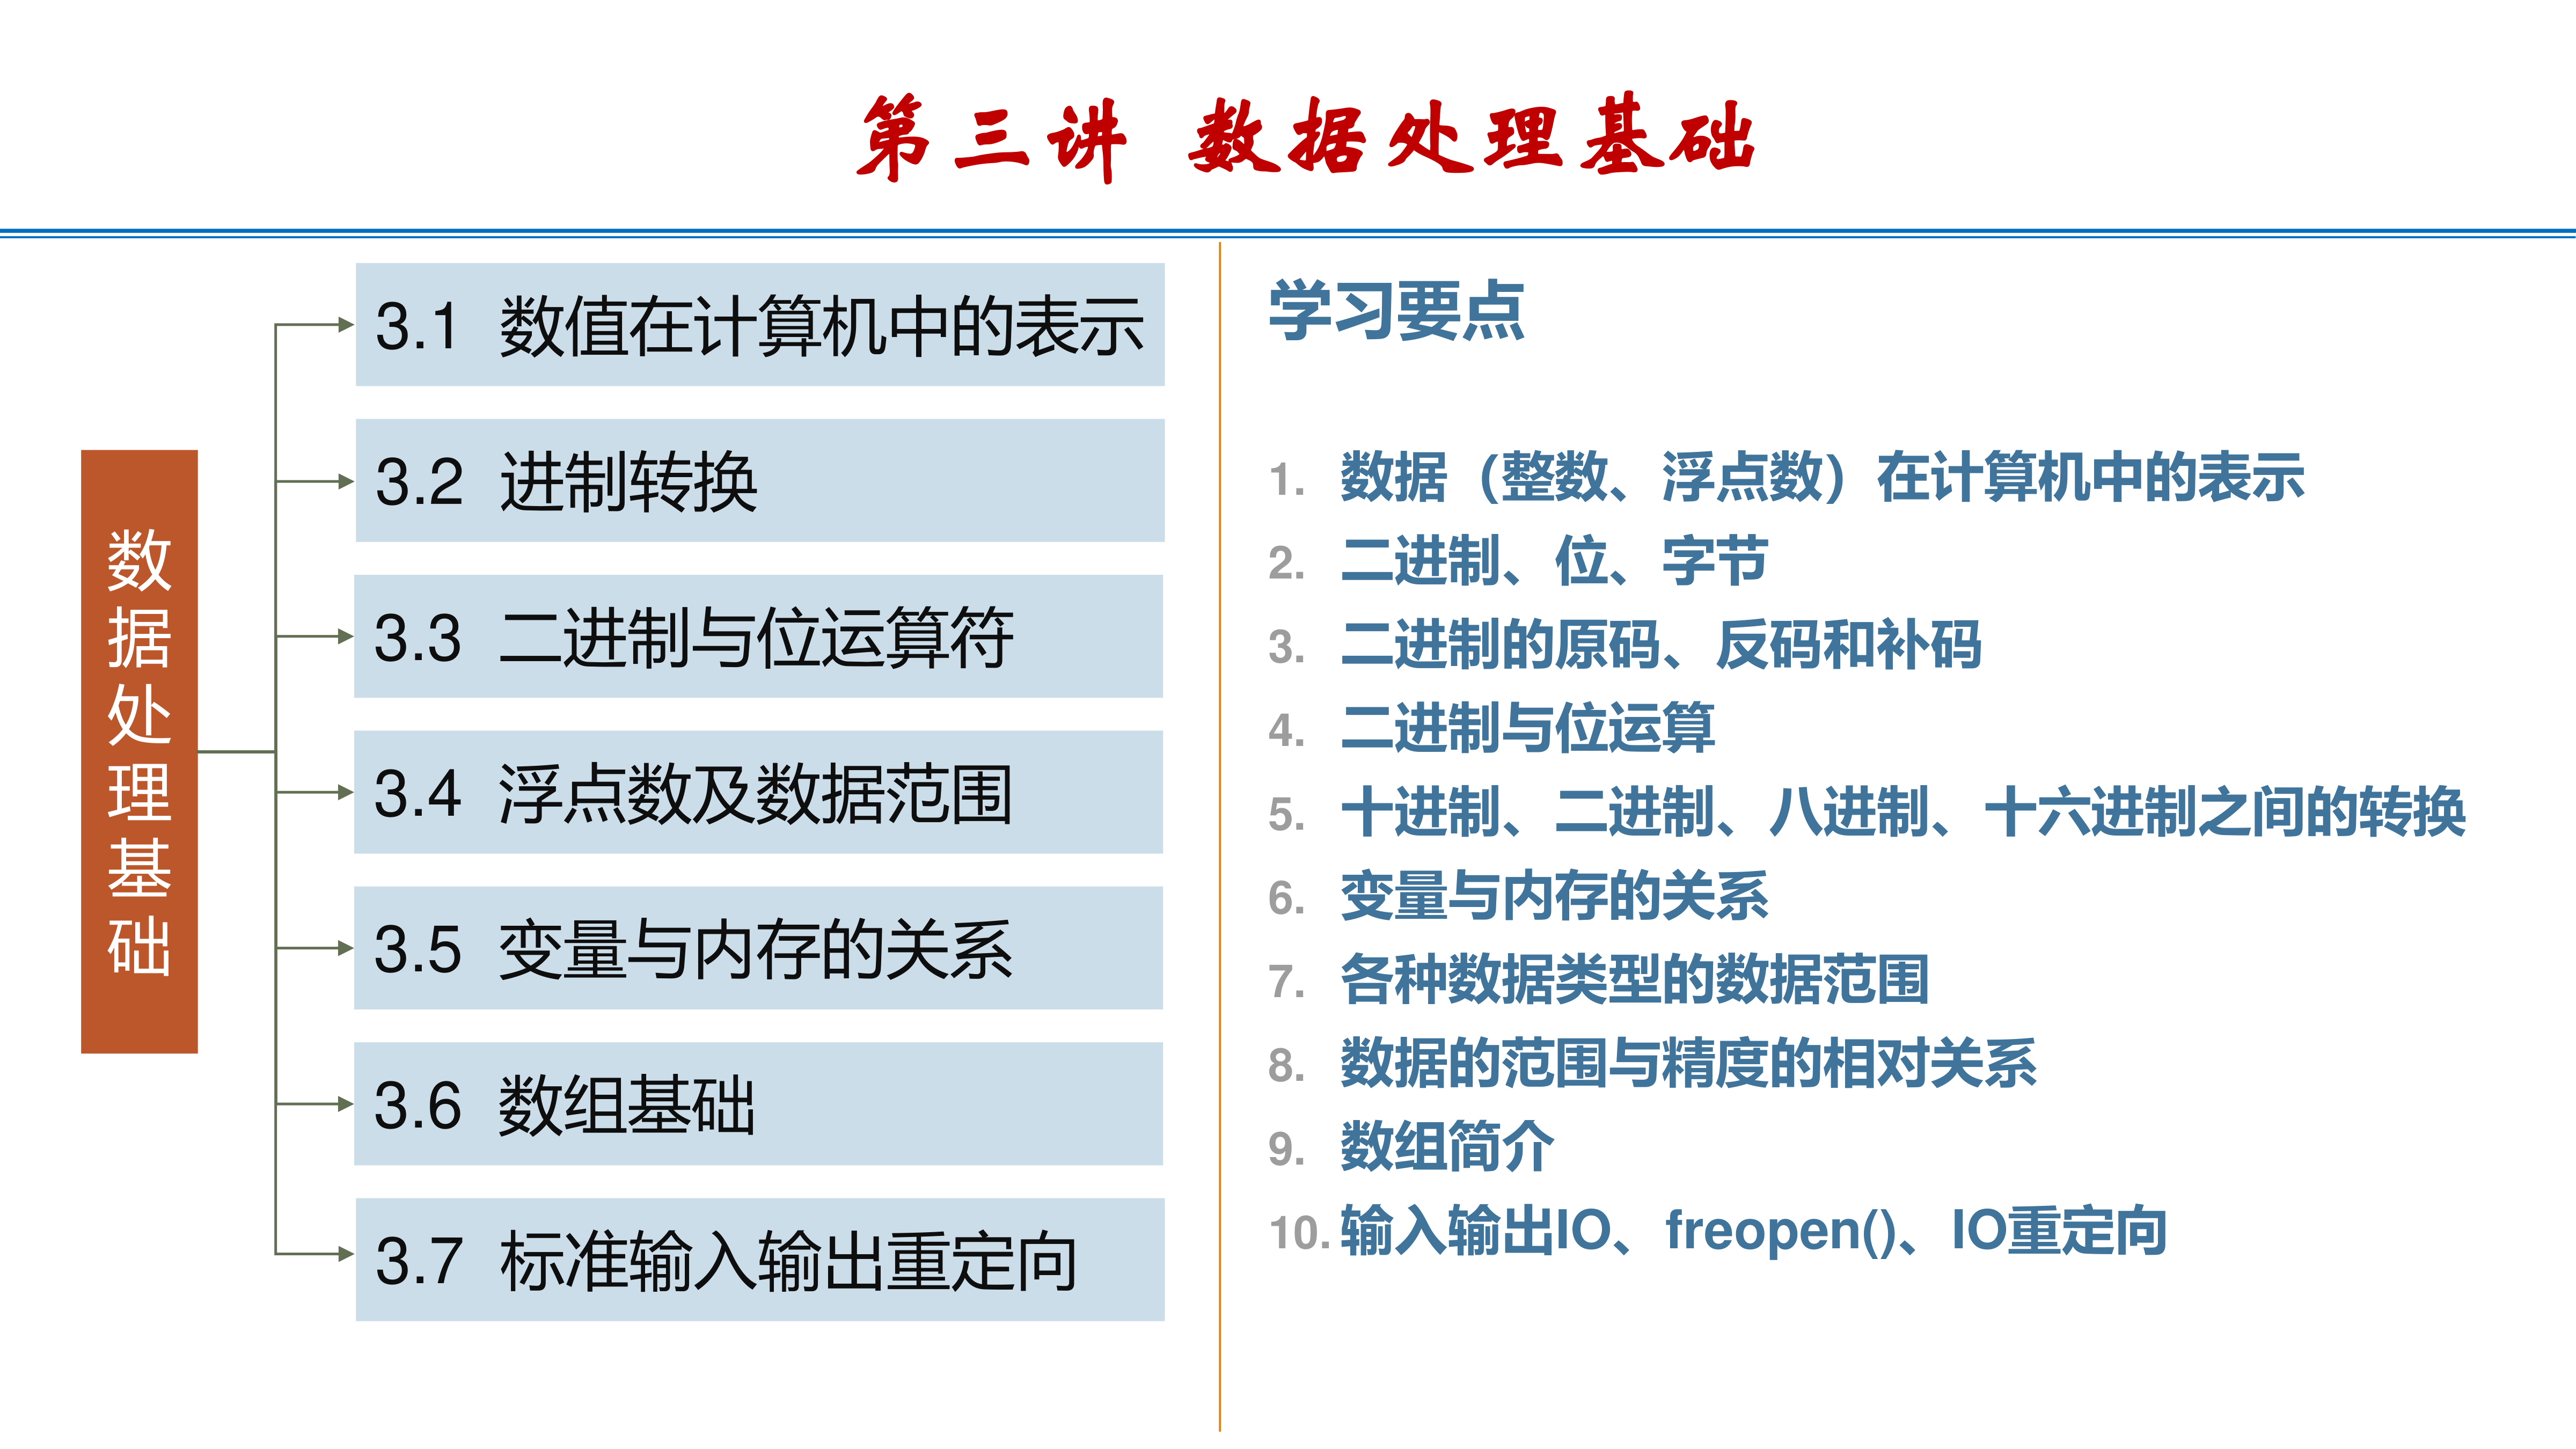 第三讲 数据处理基础
数据处理基础
3.1 数值在计算机中的表示
3.2 进制转换
3.3 二进制与位运算符
3.4 浮点数及数据范围
3.5 变量与内存的关系
3.6 数组基础
3.7 标准输入输出重定向
学习要点
1. 数据（整数、浮点数）在计算机中的表示
2. 二进制、位、字节
3. 二进制的原码、反码和补码
4. 二进制与位运算
5. 十进制、二进制、八进制、十六进制之间的转换
6. 变量与内存的关系
7. 各种数据类型的数据范围
8. 数据的范围与精度的相对关系
9. 数组简介
10. 输入输出IO、freopen()、IO重定向